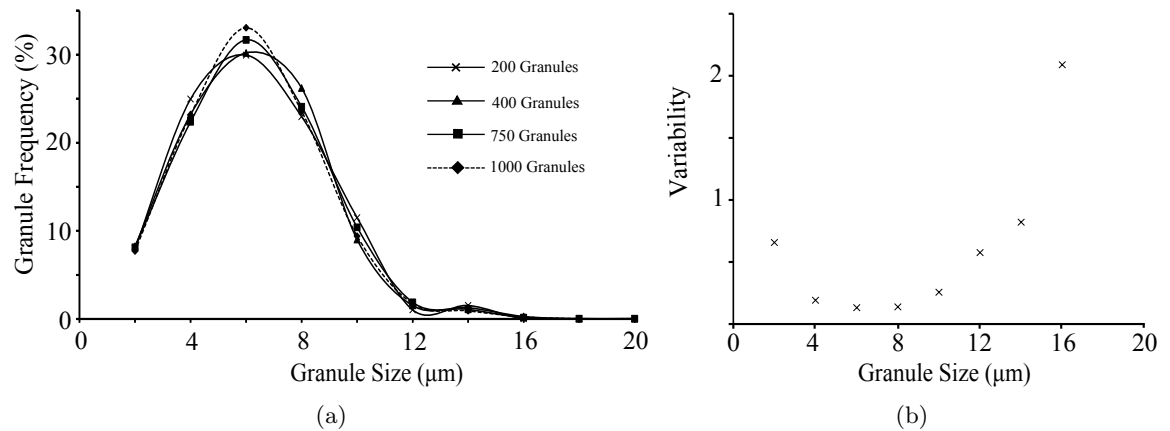 Granule Frequency (%)
30
20
10
0
0
4
8
12
16
20
Granule Size (μm)
200 Granules
400 Granules
750 Granules
1000 Granules
(a)
Variability
2
1
0
4
8
12
16
20
Granule Size (μm)
(b)